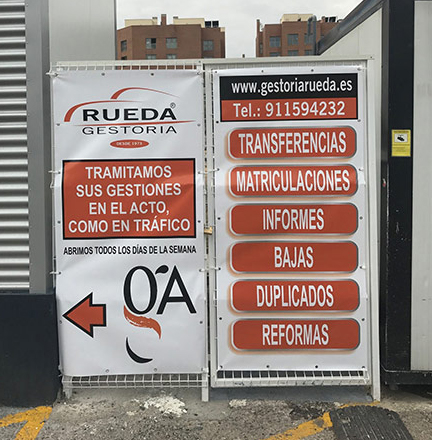 RUEDA®
GESTORIA
DESDE 1973
TRAMITAMOS
SUS GESTIONES
EN EL ACTO,
COMO EN TRÁFICO
ABRIMOS TODOS LOS DÍAS DE LA SEMANA
GA
www.gestoriarueda.es
Tel.: 911594232
TRANSFERENCIAS
MATRICULACIONES
INFORMES
BAJAS
DUPLICADOS
REFORMAS